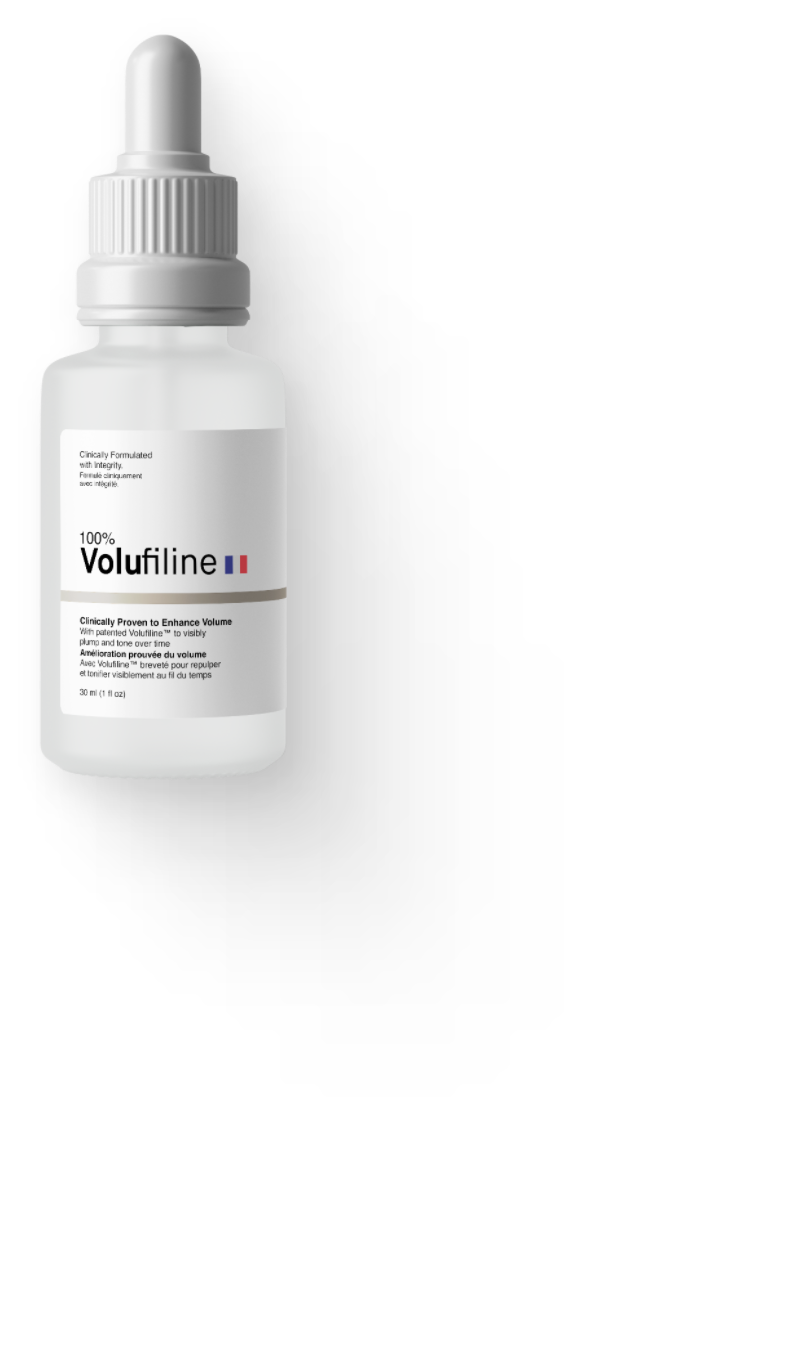 Clinically Formulated
with Integrity.
Formulé cliniquement
avec intégrité.
100%
Volufiline
Clinically Proven to Enhance Volume
With patented Volufiline™ to visibly
plump and tone over time
Amélioration prouvée du volume
Avec Volufiline™ breveté pour repulper
et tonifier visiblement au fil du temps
30 ml (1 fl oz)